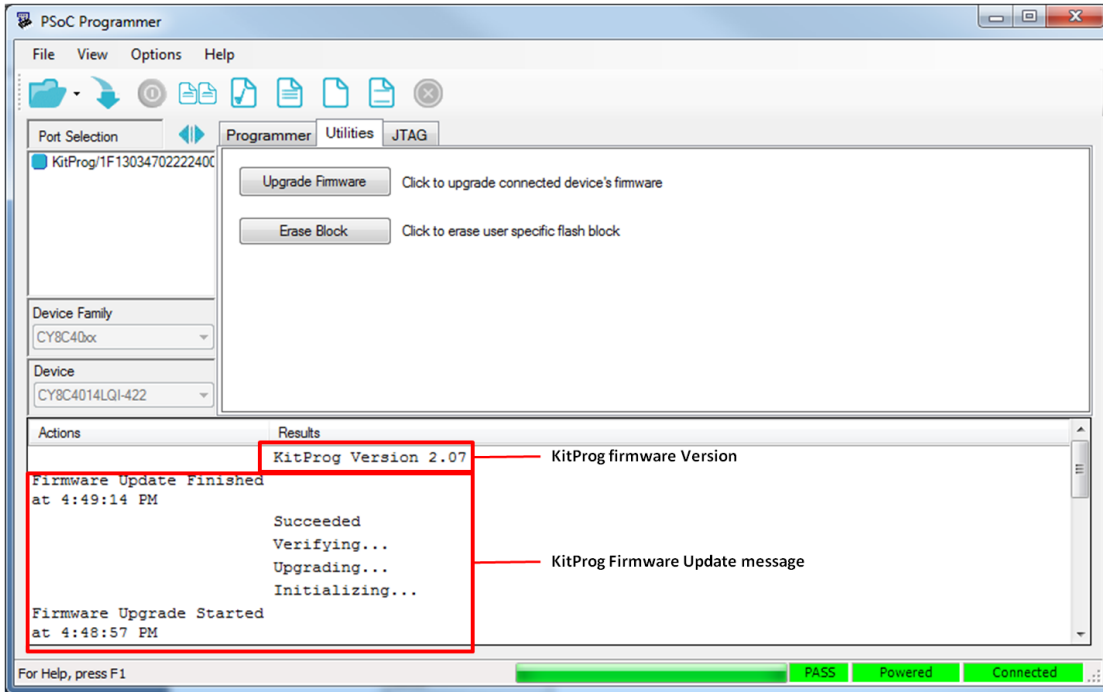 PSoC Programmer
File View Options Help
Port Selection
Programmer Utilities JTAG
KitProg/1F13034702222400
Upgrade Firmware Click to upgrade connected device's firmware
Erase Block Click to erase user specific flash block
Device Family
CY8C40xx
Device
CY8C4014LQI-422
Actions Results
KitProg Version 2.07 KitProg firmware Version
Firmware Update Finished
at 4:49:14 PM
Succeeded
Verifying...
Upgrading... KitProg Firmware Update message
Initializing...
Firmware Upgrade Started
at 4:48:57 PM
For Help, press F1 PASS Powered Connected